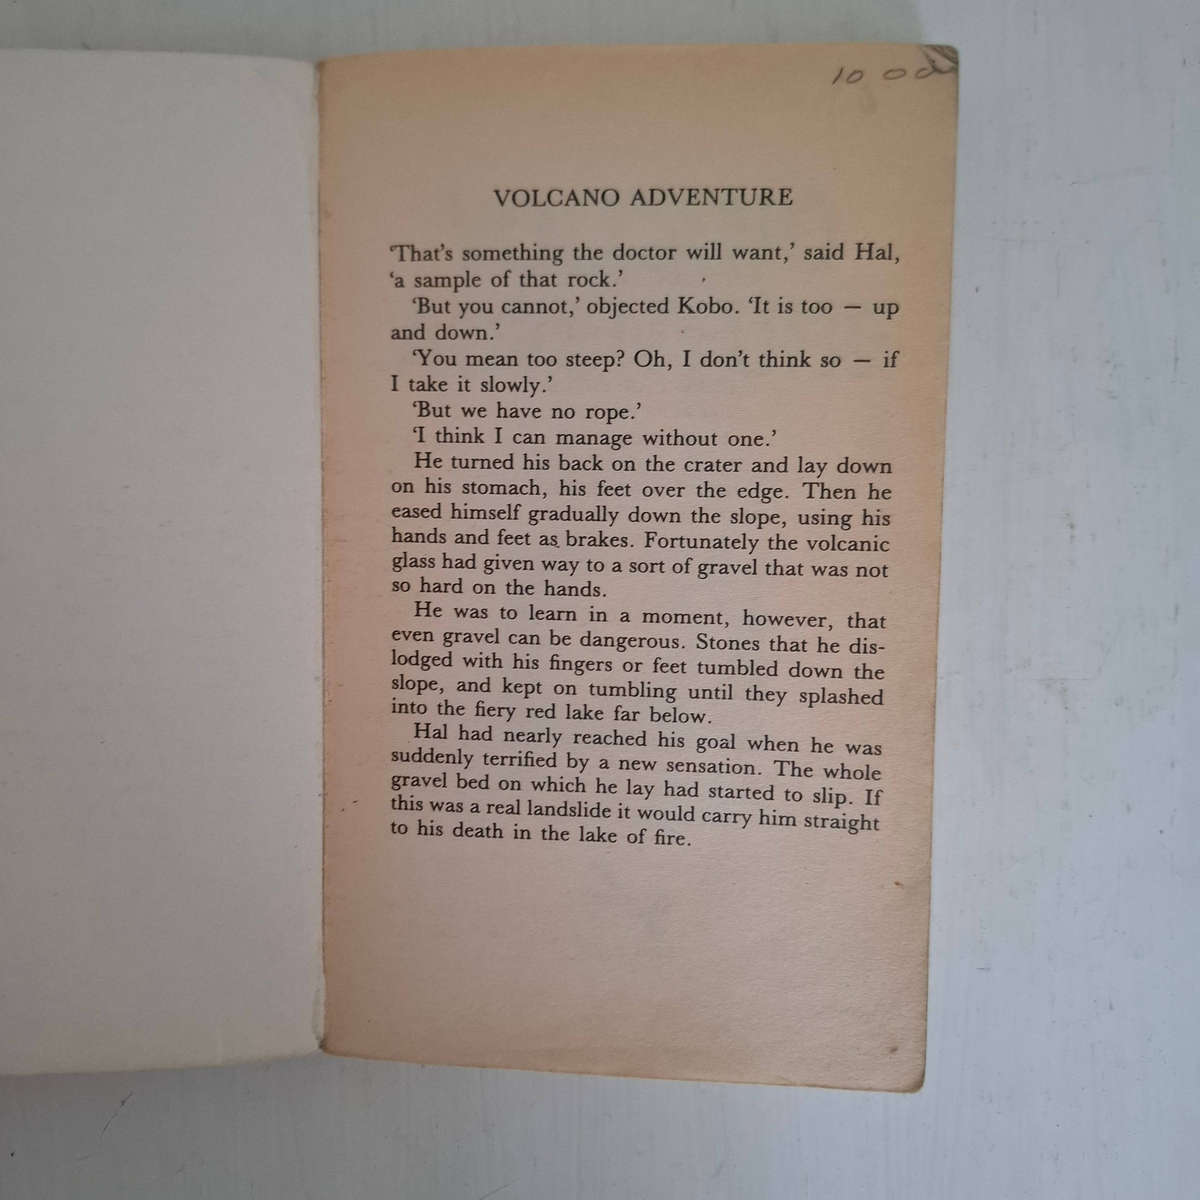 10 00
VOLCANO ADVENTURE
‘That’s something the doctor will want,’ said Hal,
‘a sample of that rock.’
‘But you cannot,’ objected Kobo. ‘It is too — up
and down.’
‘You mean too steep? Oh, I don’t think so — if
I take it slowly.’
‘But we have no rope.’
‘I think I can manage without one.’
He turned his back on the crater and lay down
on his stomach, his feet over the edge. Then he
eased himself gradually down the slope, using his
hands and feet as brakes. Fortunately the volcanic
glass had given way to a sort of gravel that was not
so hard on the hands.
He was to learn in a moment, however, that
even gravel can be dangerous. Stones that he dis-
lodged with his fingers or feet tumbled down the
slope, and kept on tumbling until they splashed
into the fiery red lake far below.
Hal had nearly reached his goal when he was
suddenly terrified by a new sensation. The whole
gravel bed on which he lay had started to slip. If
this was a real landslide it would carry him straight
to his death in the lake of fire.